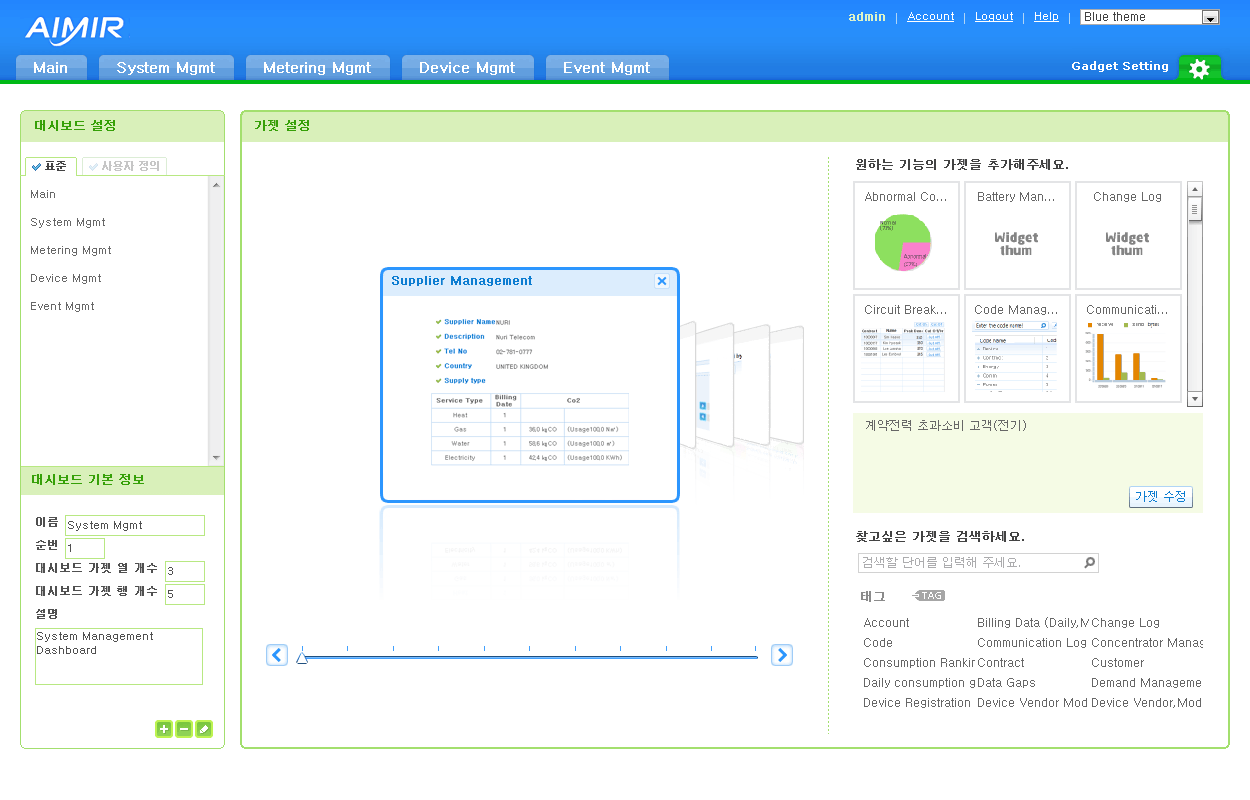 AIMIR
admin | Account | Logout | Help | Blue theme
Main
System Mgmt
Metering Mgmt
Device Mgmt
Event Mgmt
Gadget Setting
대시보드 설정
표준
사용자 정의
Main
System Mgmt
Metering Mgmt
Device Mgmt
Event Mgmt
대시보드 기본 정보
이름 System Mgmt
순번 1
대시보드 가젯 열 개수 3
대시보드 가젯 행 개수 5
설명
System Management
Dashboard
가젯 설정
Supplier Management
Supplier Name NURI
Description Nuri Telecom
Tel No 02-781-0777
Country UNITED KINGDOM
Supply type
Service Type Billing Date Co2
Heat 1
Gas 1 36,0 kgCO (Usage100,0 N㎥)
Water 1 58,6 kgCO (Usage100,0 ㎥)
Electricity 1 42,4 kgCO (Usage100,0 KWh)
원하는 기능의 가젯을 추가해주세요.
Abnormal Co...
Normal
(77%)
Abnormal
Battery Man...
Widget
thum
Change Log
Widget
thum
Circuit Break...
Contract
Code Manag...
Enter the code name!
Code name
Communicati...
계약전력 초과소비 고객(전기)
가젯 수정
찾고싶은 가젯을 검색하세요.
검색할 단어를 입력해 주세요.
태그 TAG
Account Billing Data (Daily,M Change Log
Code Communication Log Concentrator Manag
Consumption Rankir Contract Customer
Daily consumption g Data Gaps Demand Manageme
Device Registration Device Vendor Mod Device Vendor,Mod